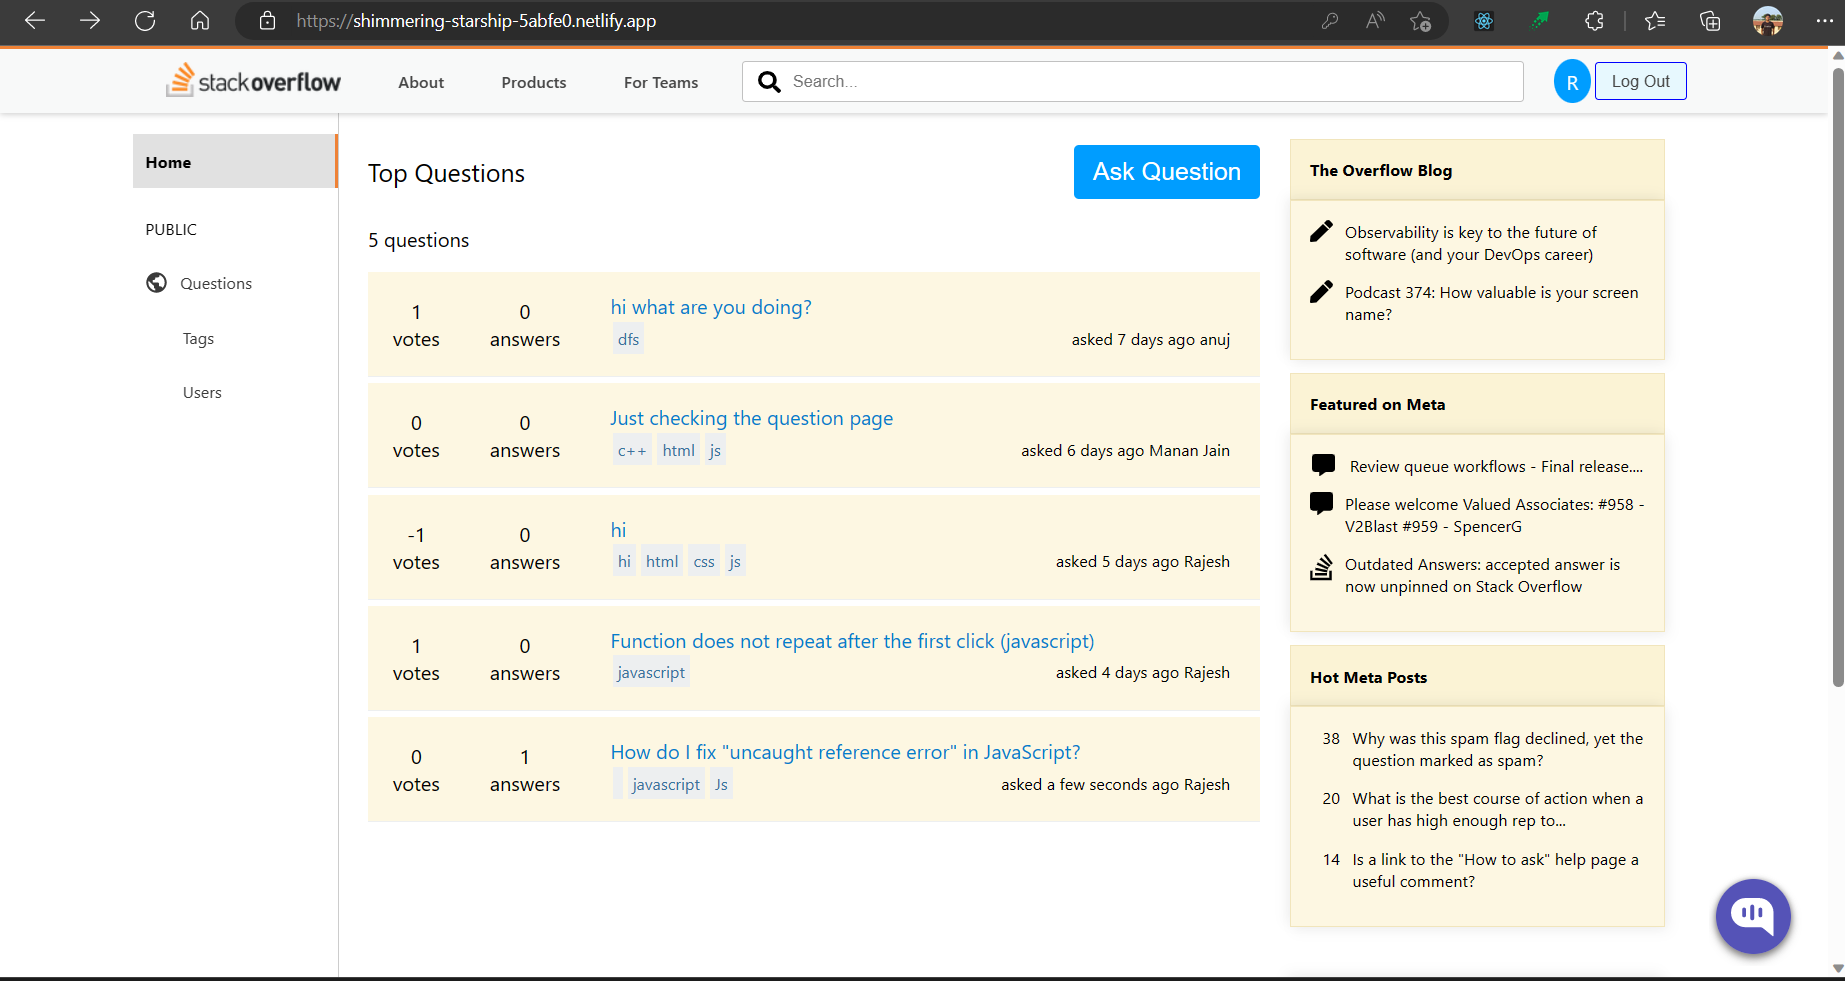 https://shimmering-starship-5abfe0.netlify.app
stack overflow
About
Products
For Teams
Search...
R
Log Out
Home
PUBLIC
Questions
Tags
Users
Top Questions
Ask Question
5 questions
1
votes
0
answers
hi what are you doing?
dfs
asked 7 days ago anuj
0
votes
0
answers
Just checking the question page
c++ html js
asked 6 days ago Manan Jain
-1
votes
0
answers
hi
hi html css js
asked 5 days ago Rajesh
1
votes
0
answers
Function does not repeat after the first click (javascript)
javascript
asked 4 days ago Rajesh
0
votes
1
answers
How do I fix "uncaught reference error" in JavaScript?
javascript Js
asked a few seconds ago Rajesh
The Overflow Blog
Observability is key to the future of
software (and your DevOps career)
Podcast 374: How valuable is your screen
name?
Featured on Meta
Review queue workflows - Final release....
Please welcome Valued Associates: #958 -
V2Blast #959 - SpencerG
Outdated Answers: accepted answer is
now unpinned on Stack Overflow
Hot Meta Posts
38 Why was this spam flag declined, yet the
question marked as spam?
20 What is the best course of action when a
user has high enough rep to...
14 Is a link to the "How to ask" help page a
useful comment?